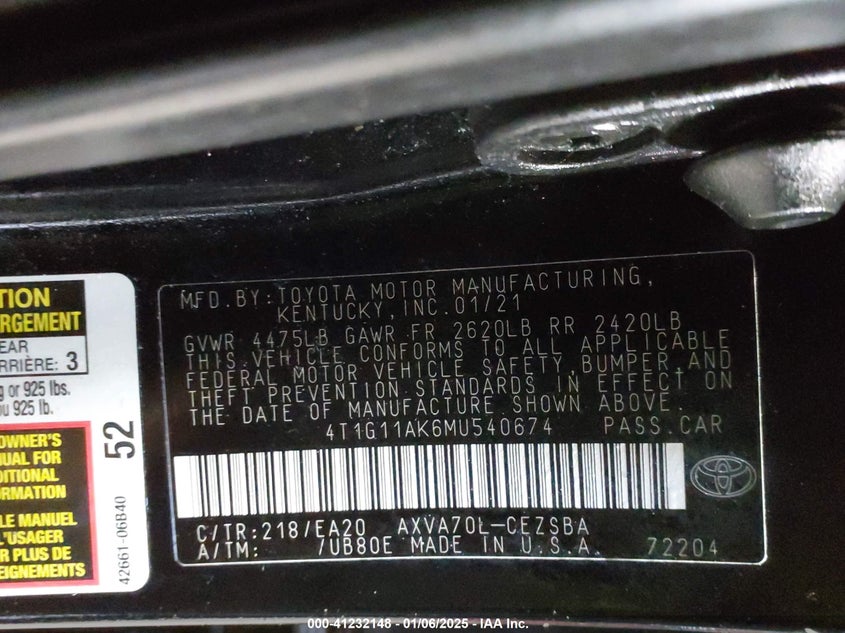 TION
RGEMENT
EAR
RRIÈRE: 3
g or 925 lbs.
ou 925 lb.
OWNER'S
NUAL FOR
DITIONAL
ORMATION
LE MANUEL
L'USAGER
R PLUS DE
EIGNEMENTS
52
42661-06B40
MFD.BY:TOYOTA MOTOR MANUFACTURING,
KENTUCKY, INC. 01/21
GVWR 4475LB GAWR FR 2620LB RR 2420LB
THIS VEHICLE CONFORMS TO ALL APPLICABLE
FEDERAL MOTOR VEHICLE SAFETY, BUMPER, AND
THEFT PREVENTION STANDARDS IN EFFECT ON
THE DATE OF MANUFACTURE SHOWN ABOVE.
4T1G11AK6MU540674 PASS.CAR
C/TR:218/EA20 AXVA70L-CEZSBA
A/TM: /UB80E MADE IN U.S.A. 72204
000-41232148 - 01/06/2025 - IAA Inc.